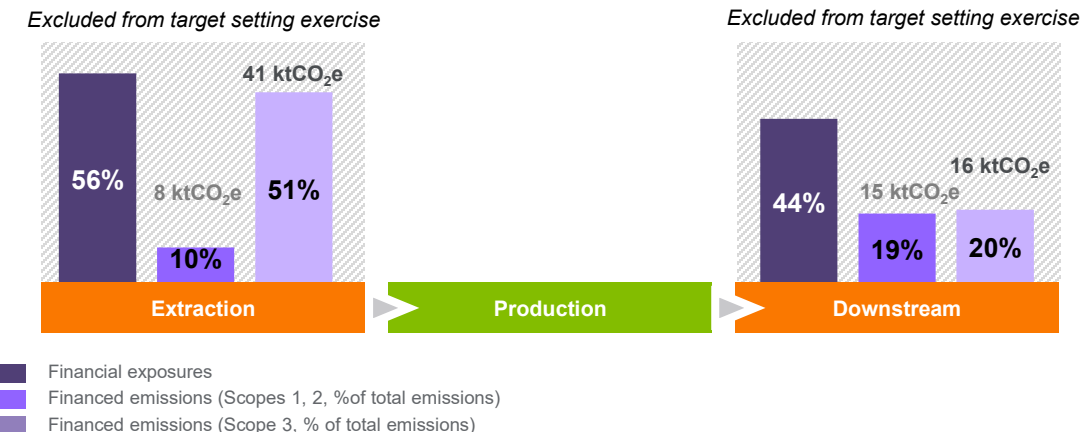 Excluded from target setting exercise
Excluded from target setting exercise
41 ktCO₂e
56%
8 ktCO₂e
51%
10%
16 ktCO₂e
44%
15 ktCO₂e
19%
20%
Extraction
Production
Downstream
Financial exposures
Financed emissions (Scopes 1, 2, %of total emissions)
Financed emissions (Scope 3, % of total emissions)